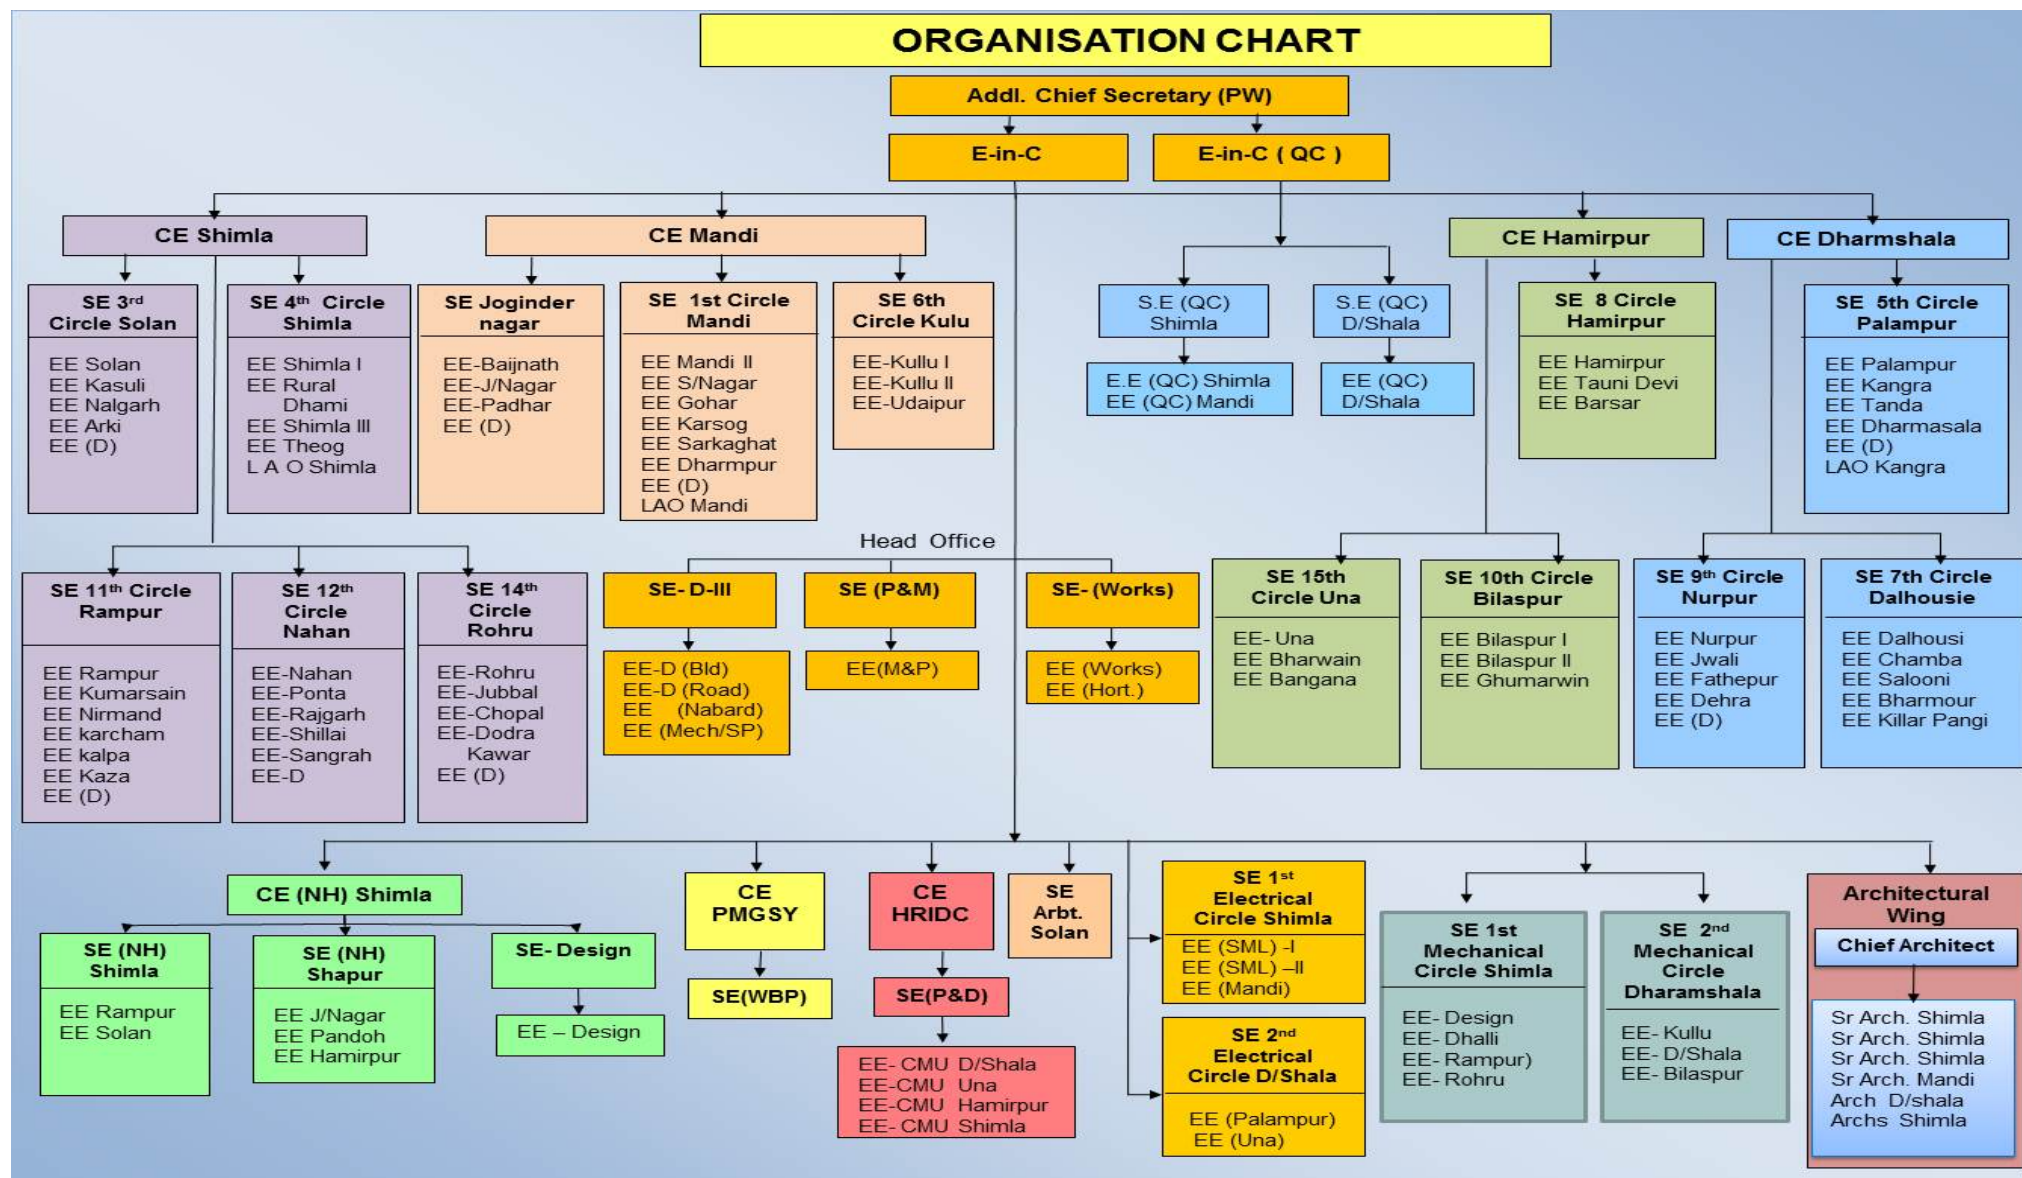 ORGANISATION CHART
Addl. Chief Secretary (PW)
E-in-C
E-in-C ( QC )
CE Shimla
CE Mandi
CE Hamirpur
CE Dharmshala
SE 3rd
Circle Solan
EE Solan
EE Kasuli
EE Nalgarh
EE Arki
EE (D)
SE 4th Circle
Shimla
EE Shimla I
EE Rural
Dhami
EE Shimla III
EE Theog
L A O Shimla
SE Joginder
nagar
EE-Baijnath
EE-J/Nagar
EE-Padhar
EE (D)
SE 1st Circle
Mandi
EE Mandi II
EE S/Nagar
EE Gohar
EE Karsog
EE Sarkaghat
EE Dharmpur
EE (D)
LAO Mandi
SE 6th
Circle Kulu
EE-Kullu I
EE-Kullu II
EE-Udaipur
S.E (QC)
Shimla
E.E (QC) Shimla
EE (QC) Mandi
S.E (QC)
D/Shala
EE (QC)
D/Shala
SE 8 Circle
Hamirpur
EE Hamirpur
EE Tauni Devi
EE Barsar
SE 5th Circle
Palampur
EE Palampur
EE Kangra
EE Tanda
EE Dharmasala
EE (D)
LAO Kangra
Head Office
SE 11th Circle
Rampur
EE Rampur
EE Kumarsain
EE Nirmand
EE karcham
EE kalpa
EE Kaza
EE (D)
SE 12th
Circle
Nahan
EE-Nahan
EE-Ponta
EE-Rajgarh
EE-Shillai
EE-Sangrah
EE-D
SE 14th
Circle
Rohru
EE-Rohru
EE-Jubbal
EE-Chopal
EE-Dodra
Kawar
EE (D)
SE- D-III
EE-D (Bld)
EE-D (Road)
EE (Nabard)
EE (Mech/SP)
SE (P&M)
EE(M&P)
SE- (Works)
EE (Works)
EE (Hort.)
SE 15th
Circle Una
EE- Una
EE Bharwain
EE Bangana
SE 10th Circle
Bilaspur
EE Bilaspur I
EE Bilaspur II
EE Ghumarwin
SE 9th Circle
Nurpur
EE Nurpur
EE Jwali
EE Fathepur
EE Dehra
EE (D)
SE 7th Circle
Dalhousie
EE Dalhousi
EE Chamba
EE Salooni
EE Bharmour
EE Killar Pangi
CE (NH) Shimla
SE (NH)
Shimla
EE Rampur
EE Solan
SE (NH)
Shapur
EE J/Nagar
EE Pandoh
EE Hamirpur
SE- Design
EE – Design
CE
PMGSY
SE(WBP)
CE
HRIDC
SE(P&D)
EE- CMU D/Shala
EE-CMU Una
EE-CMU Hamirpur
EE- CMU Shimla
SE
Arbt.
Solan
SE 1st
Electrical
Circle Shimla
EE (SML) -I
EE (SML) –II
EE (Mandi)
SE 2nd
Electrical
Circle D/Shala
EE (Palampur)
EE (Una)
SE 1st
Mechanical
Circle Shimla
EE- Design
EE- Dhalli
EE- Rampur)
EE- Rohru
SE 2nd
Mechanical
Circle
Dharamshala
EE- Kullu
EE- D/Shala
EE- Bilaspur
Architectural
Wing
Chief Architect
Sr Arch. Shimla
Sr Arch. Shimla
Sr Arch. Shimla
Sr Arch. Mandi
Arch D/shala
Archs Shimla